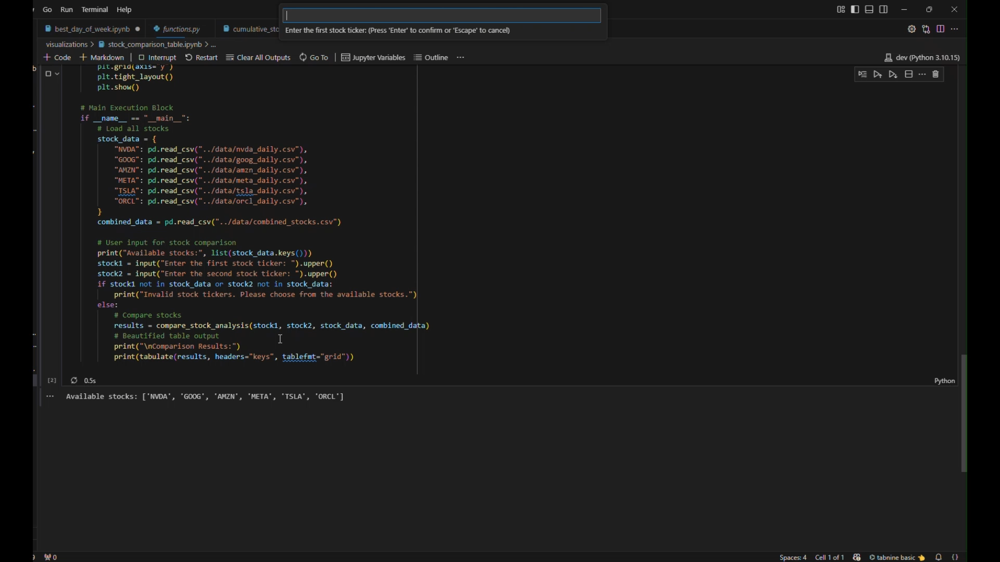 Go Run Terminal Help
Enter the first stock ticker: (Press 'Enter' to confirm or 'Escape' to cancel)
best_day_of_week.ipynb functions.py
visualizations > stock_comparison_table.ipynb > ...
+ Code + Markdown Interrupt Restart Clear All Outputs Go To Jupyter Variables Outline ... dev (Python 3.10.15)
plt.grid(axis="y")
plt.tight_layout()
plt.show()
# Main Execution Block
if __name__ == "__main__":
# Load all stocks
stock_data = {
"NVDA": pd.read_csv("../data/nvda_daily.csv"),
"GOOG": pd.read_csv("../data/goog_daily.csv"),
"AMZN": pd.read_csv("../data/amzn_daily.csv"),
"META": pd.read_csv("../data/meta_daily.csv"),
"TSLA": pd.read_csv("../data/tsla_daily.csv"),
"ORCL": pd.read_csv("../data/orcl_daily.csv"),
}
combined_data = pd.read_csv("../data/combined_stocks.csv")
# User input for stock comparison
print("Available stocks:", list(stock_data.keys()))
stock1 = input("Enter the first stock ticker: ").upper()
stock2 = input("Enter the second stock ticker: ").upper()
if stock1 not in stock_data or stock2 not in stock_data:
print("Invalid stock tickers. Please choose from the available stocks.")
else:
# Compare stocks
results = compare_stock_analysis(stock1, stock2, stock_data, combined_data)
# Beautified table output
print("\nComparison Results:")
print(tabulate(results, headers="keys", tablefmt="grid"))
[2] 0.5s Python
Available stocks: ['NVDA', 'GOOG', 'AMZN', 'META', 'TSLA', 'ORCL']
0 Spaces: 4 Cell 1 of 1 tabnine basic {}